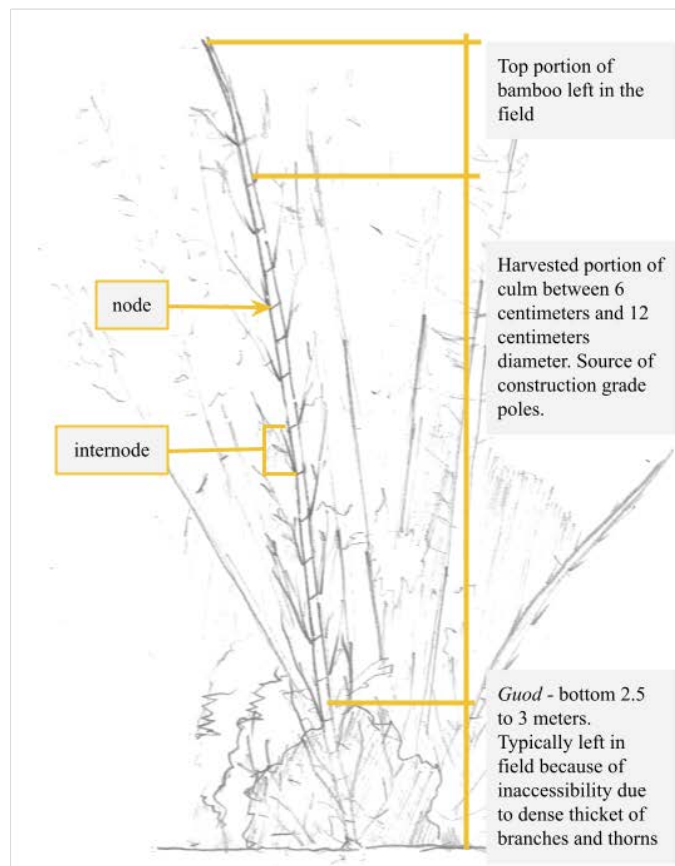 Top portion of
bamboo left in the
field
node
Harvested portion of
culm between 6
centimeters and 12
centimeters
diameter. Source of
construction grade
poles.
internode
Guod - bottom 2.5
to 3 meters.
Typically left in
field because of
inaccessibility due
to dense thicket of
branches and thorns